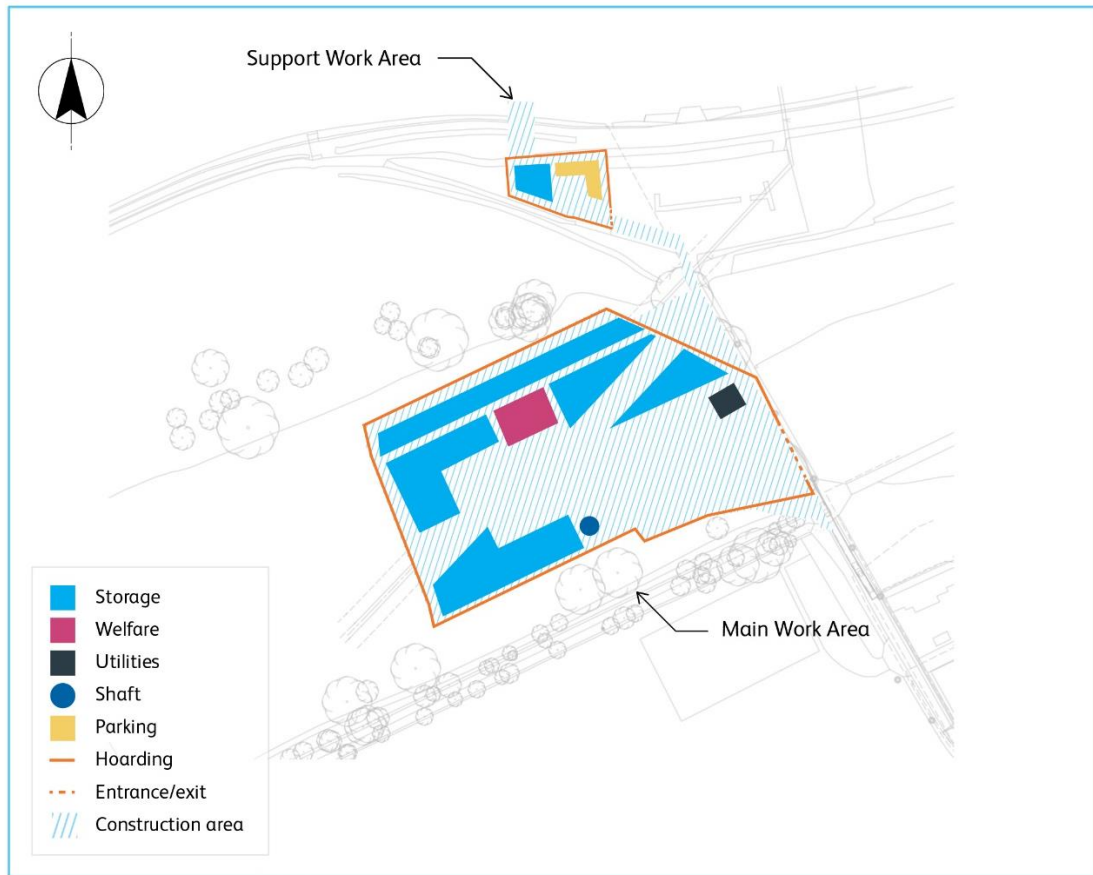 Support Work Area
Main Work Area
Storage
Welfare
Utilities
Shaft
Parking
Hoarding
Entrance/exit
Construction area